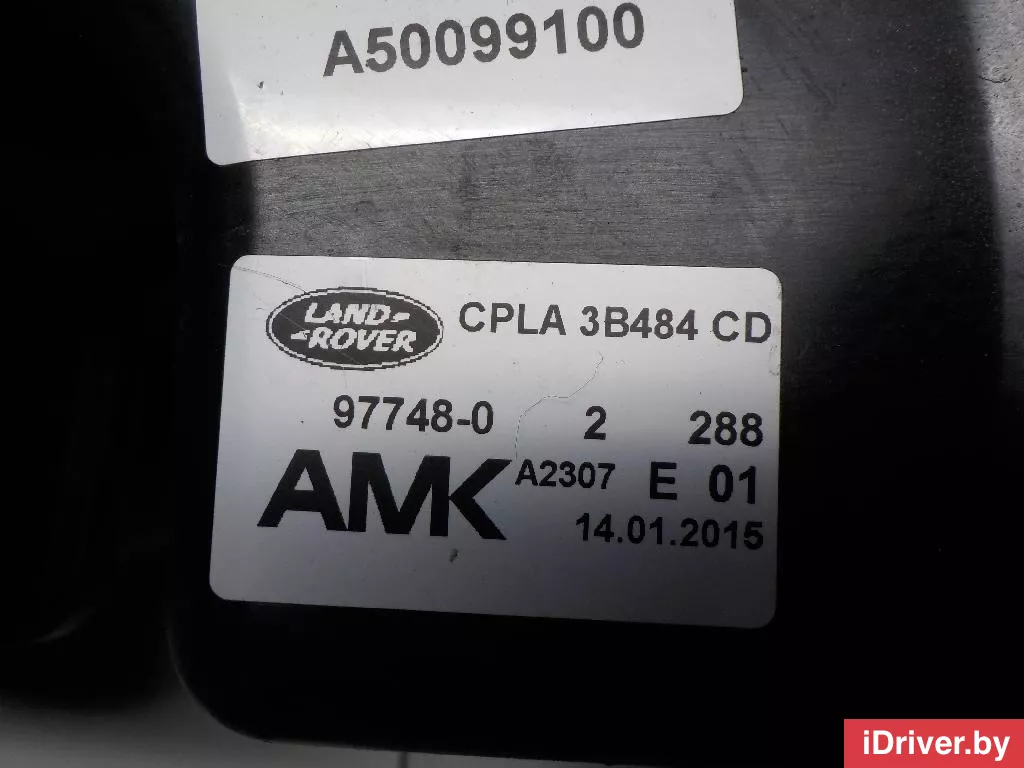 A50099100
LAND
ROVER
CPLA 3B484 CD
97748-0 2 288
AMK
A2307 E 01
14.01.2015
iDriver.by